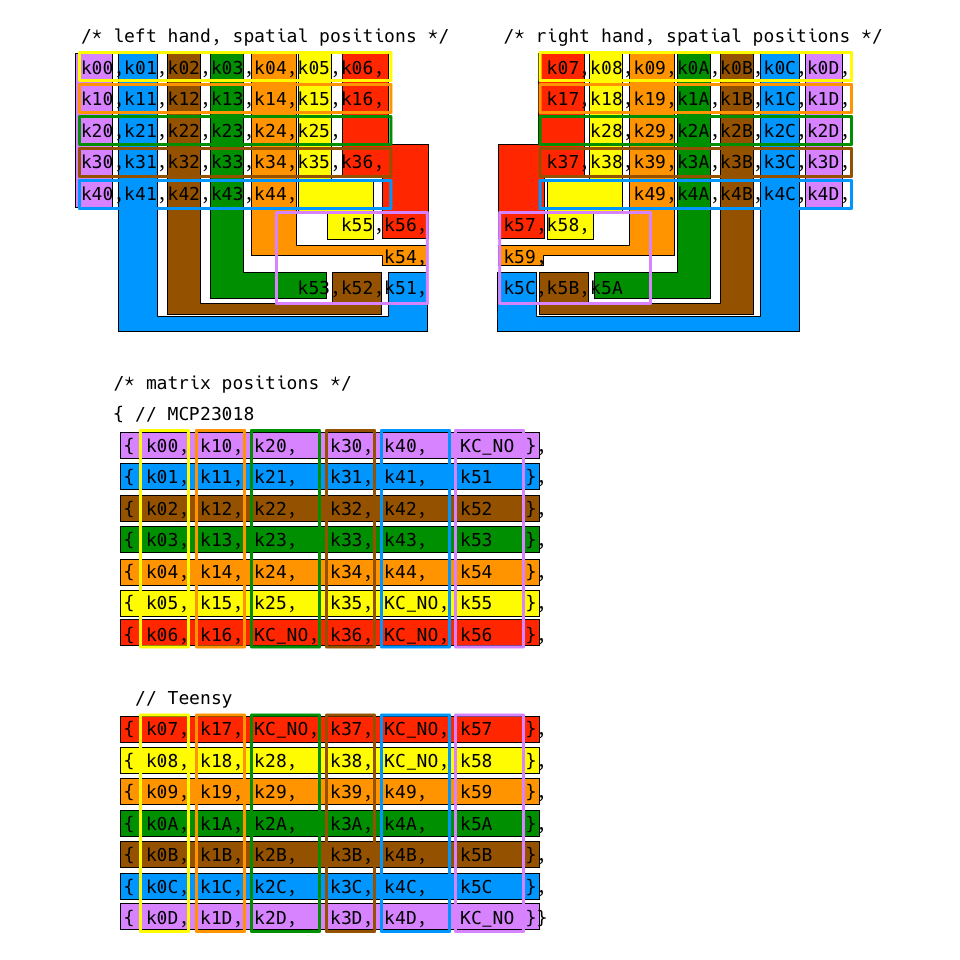 /* left hand, spatial positions */
k00,k01,k02,k03,k04,k05,k06,
k10,k11,k12,k13,k14,k15,k16,
k20,k21,k22,k23,k24,k25,
k30,k31,k32,k33,k34,k35,k36,
k40,k41,k42,k43,k44,
k55,k56,
k54,
k53,k52,k51,
/* right hand, spatial positions */
k07,k08,k09,k0A,k0B,k0C,k0D,
k17,k18,k19,k1A,k1B,k1C,k1D,
k28,k29,k2A,k2B,k2C,k2D,
k37,k38,k39,k3A,k3B,k3C,k3D,
k49,k4A,k4B,k4C,k4D,
k57,k58,
k59,
k5C,k5B,k5A
/* matrix positions */
{ // MCP23018
{ k00, k10, k20, k30, k40, KC_NO },
{ k01, k11, k21, k31, k41, k51 },
{ k02, k12, k22, k32, k42, k52 },
{ k03, k13, k23, k33, k43, k53 },
{ k04, k14, k24, k34, k44, k54 },
{ k05, k15, k25, k35, KC_NO, k55 },
{ k06, k16, KC_NO, k36, KC_NO, k56 },
// Teensy
{ k07, k17, KC_NO, k37, KC_NO, k57 },
{ k08, k18, k28, k38, KC_NO, k58 },
{ k09, k19, k29, k39, k49, k59 },
{ k0A, k1A, k2A, k3A, k4A, k5A },
{ k0B, k1B, k2B, k3B, k4B, k5B },
{ k0C, k1C, k2C, k3C, k4C, k5C },
{ k0D, k1D, k2D, k3D, k4D, KC_NO }}